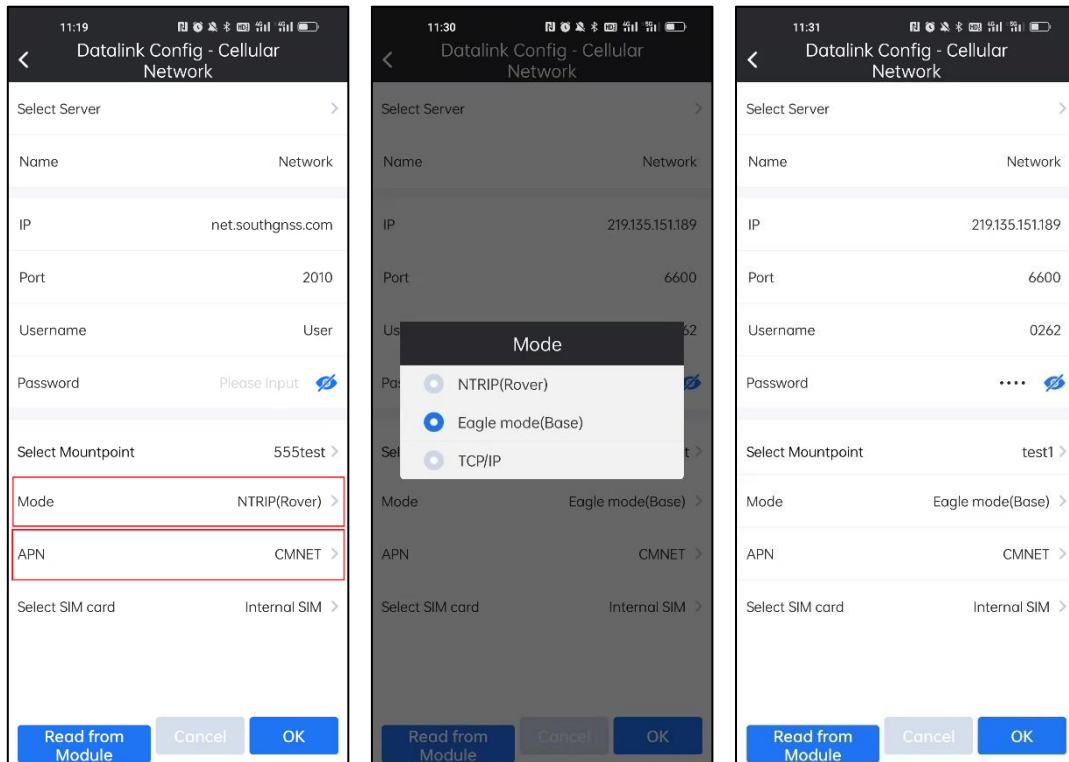 11:19
Datalink Config - Cellular
Network
Select Server
Name Network
IP net.southgnss.com
Port 2010
Username User
Password Please Input
Select Mountpoint 555test
Mode NTRIP(Rover)
APN CMNET
Select SIM card Internal SIM
Read from
Module
Cancel
OK
11:30
Datalink Config - Cellular
Network
Select Server
Name Network
IP 219.135.151.189
Port 6600
Us 62
Mode
Pa
NTRIP(Rover)
Eagle mode(Base)
Sel t
TCP/IP
Mode Eagle mode(Base)
APN CMNET
Select SIM card Internal SIM
Read from
Module
Cancel
OK
11:31
Datalink Config - Cellular
Network
Select Server
Name Network
IP 219.135.151.189
Port 6600
Username 0262
Password ····
Select Mountpoint test1
Mode Eagle mode(Base)
APN CMNET
Select SIM card Internal SIM
Read from
Module
Cancel
OK